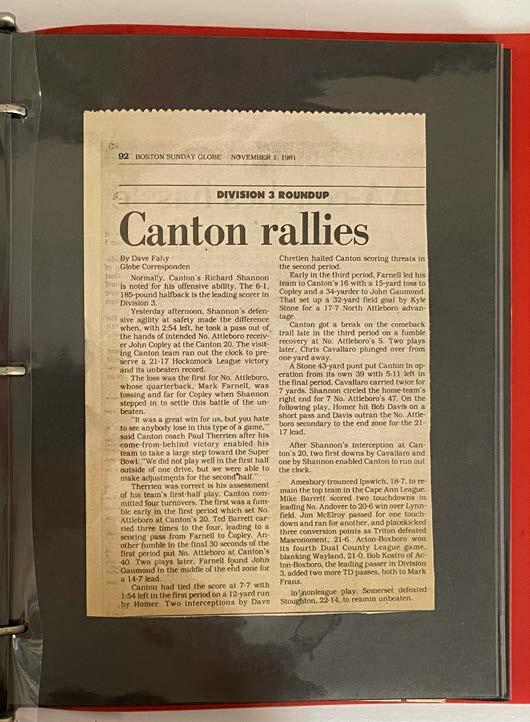 92 BOSTON SUNDAY GLOBE NOVEMBER 1, 1981
DIVISION 3 ROUNDUP
Canton rallies
By Dave Fahy
Globe Corresponden
Normally, Canton's Richard Shannon
is noted for his offensive ability. The 6-1,
185-pound halfback is the leading scorer in
Division 3.
Yesterday afternoon, Shannon's defen-
sive agility at safety made the difference
when, with 2:54 left, he took a pass out of
the hands of intended No. Attleboro receiv-
er John Copley at the Canton 20. The visit-
ing Canton team ran out the clock to pre-
serve a 21-17 Hockomock League victory
and its unbeaten record.
The loss was the first for No. Attleboro,
whose quarterback, Mark Farnell, was
tossing and far for Copley when Shannon
stepped in to settle this battle of the un-
beaten.
"It was a great win for us, but you hate
to see anybody lose in this type of a game,"
said Canton coach Paul Therrien after his
come-from-behind victory enabled his
team to take a large step toward the Super
Bowl. "We did not play well in the first half
outside of one drive, but we were able to
make adjustments for the second half."
Therrien was correct is his assessment
of his team's first-half play. Canton com-
mitted four turnovers. The first was a fum-
ble early in the first period which set No.
Attleboro at Canton's 20. Ted Barrett car-
ried three times to the four, leading to a
scoring pass from Farnell to Copley. An-
other fumble in the final 30 seconds of the
first period put No. Attleboro at Canton's
40. Two plays later, Farnell found John
Gaumond in the middle of the end zone for
a 14-7 lead.
Canton had tied the score at 7-7 with
1:54 left in the first period on a 12-yard run
by Homer. Two interceptions by Dave
Chretien halted Canton scoring threats in
the second period.
Early in the third period, Farnell led his
team to Canton's 16 with a 15-yard toss to
Copley and a 34-yarder to John Gaumond.
That set up a 32-yard field goal by Kyle
Stone for a 17-7 North Attleboro advan-
tage.
Canton got a break on the comeback
trail late in the third period on a fumble
recovery at No. Attleboro's 5. Two plays
later, Chris Cavallaro plunged over from
one-yard away.
A Stone 43-yard punt put Canton in op-
eration from its own 39 with 5:11 left in
the final period. Cavallaro carried twice for
7 yards. Shannon circled the home-team's
right end for 7 No. Attleboro's 47. On the
following play, Homer hit Bob Davis on a
short pass and Davis outran the No. Attle-
boro secondary to the end zone for the 21-
17 lead.
After Shannon's Interception at Can-
ton's 20, two first downs by Cavallaro and
one by Shannon enabled Canton to run out
the clock.
Amesbury trounced Ipswich, 18-7, to re-
main the top team in the Cape Ann League.
Mike Barrett scored two touchdowns in
leading No. Andover to 20-6 win over Lynn-
field. Jim McElroy passed for one touch-
down and ran for another, and placekicked
three conversion points as Triton defeated
Masconoment, 21-6. Acton-Boxboro won
its fourth Dual County League game,
blanking Wayland, 21-0. Bob Kostro of Ac-
ton-Boxboro, the leading passer in Division
3, added two more TD passes, both to Mark
Franz.
In nonleague play, Somerset defeated
Stoughton, 22-14, to reamin unbeaten.